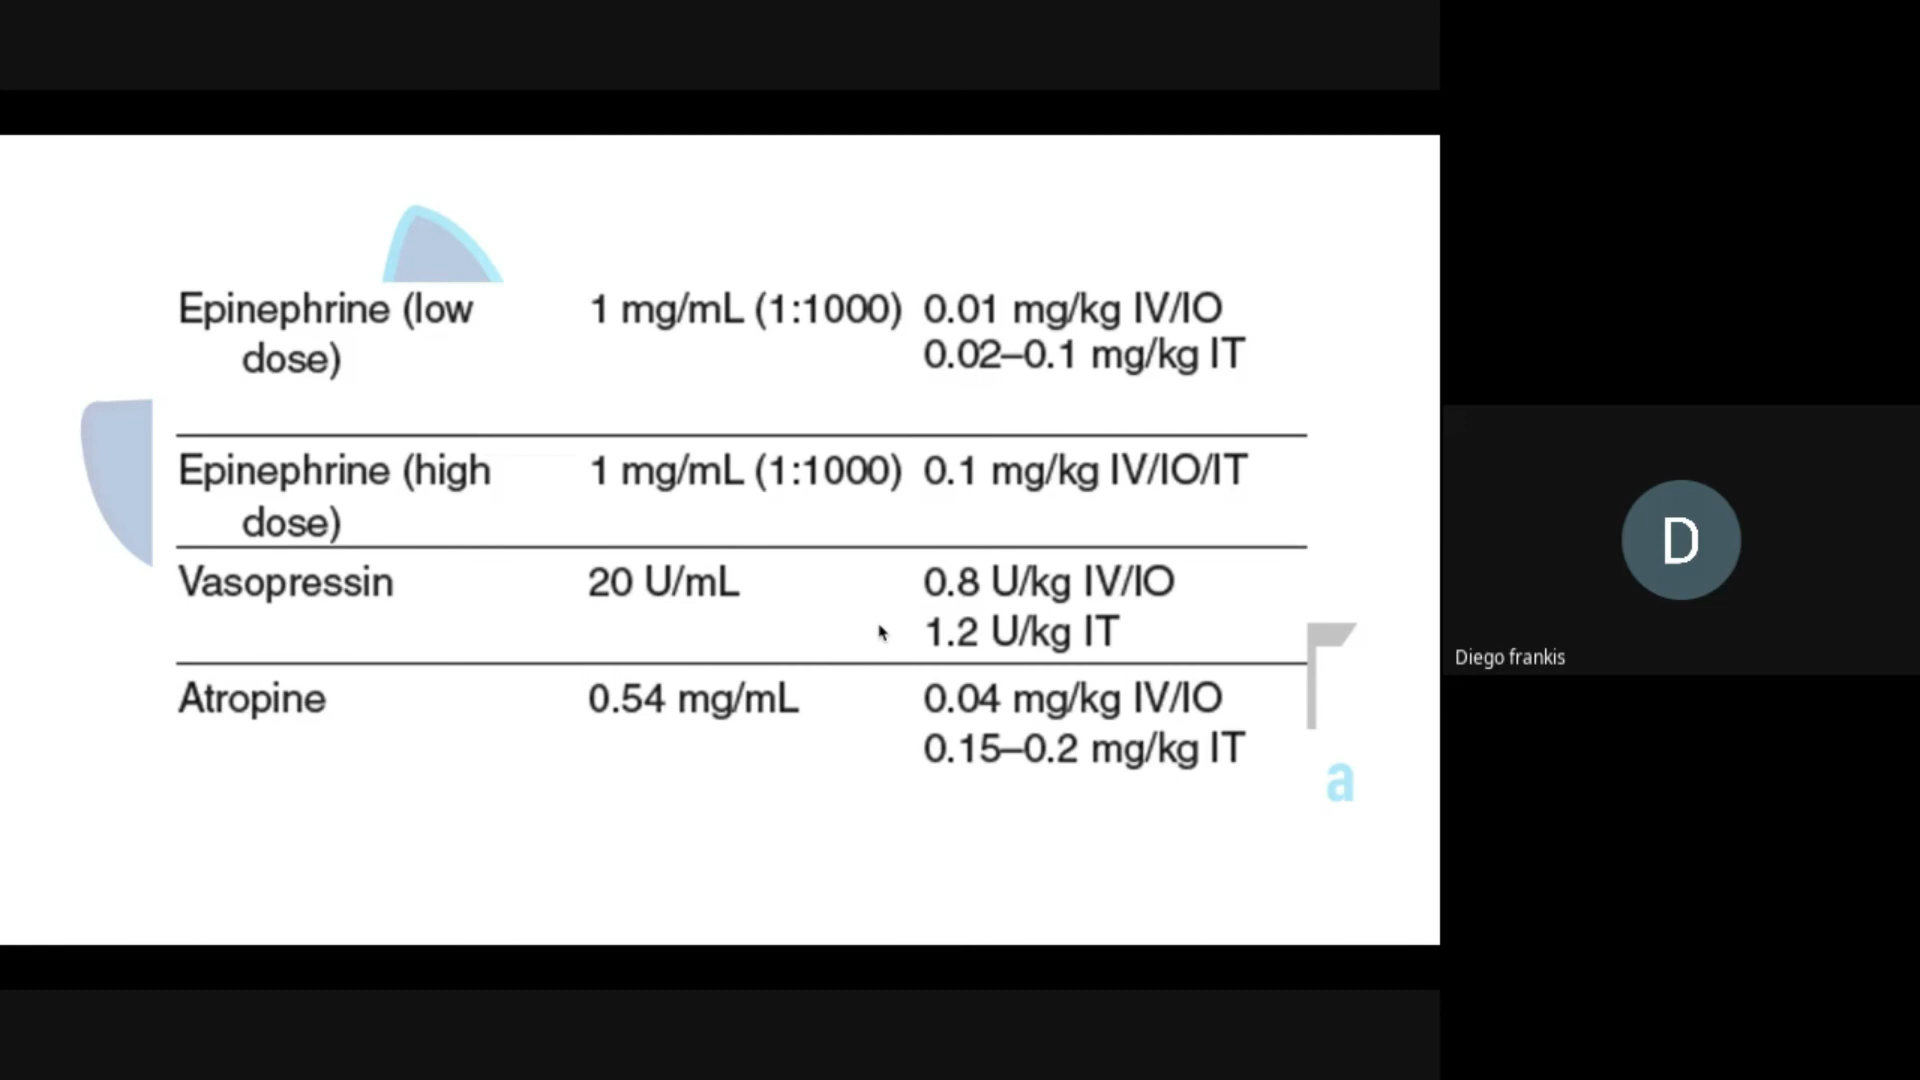 Epinephrine (low dose) 1 mg/mL (1:1000) 0.01 mg/kg IV/IO
0.02–0.1 mg/kg IT
Epinephrine (high dose) 1 mg/mL (1:1000) 0.1 mg/kg IV/IO/IT
Vasopressin 20 U/mL 0.8 U/kg IV/IO
1.2 U/kg IT
Atropine 0.54 mg/mL 0.04 mg/kg IV/IO
0.15–0.2 mg/kg IT
a
D
Diego frankis